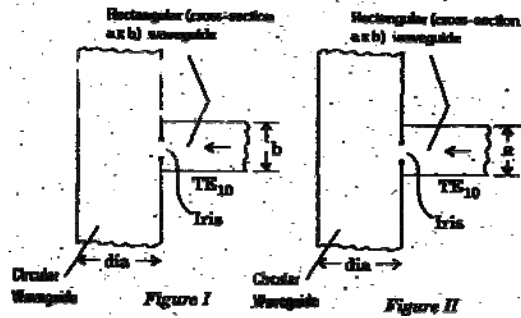 Rectangular (cross-section
a x b) waveguide
b
TE10
Iris
dia
Circular
Waveguide
Figure I
Rectangular (cross-section
a x b) waveguide
a
TE10
Iris
dia
Circular
Waveguide
Figure II